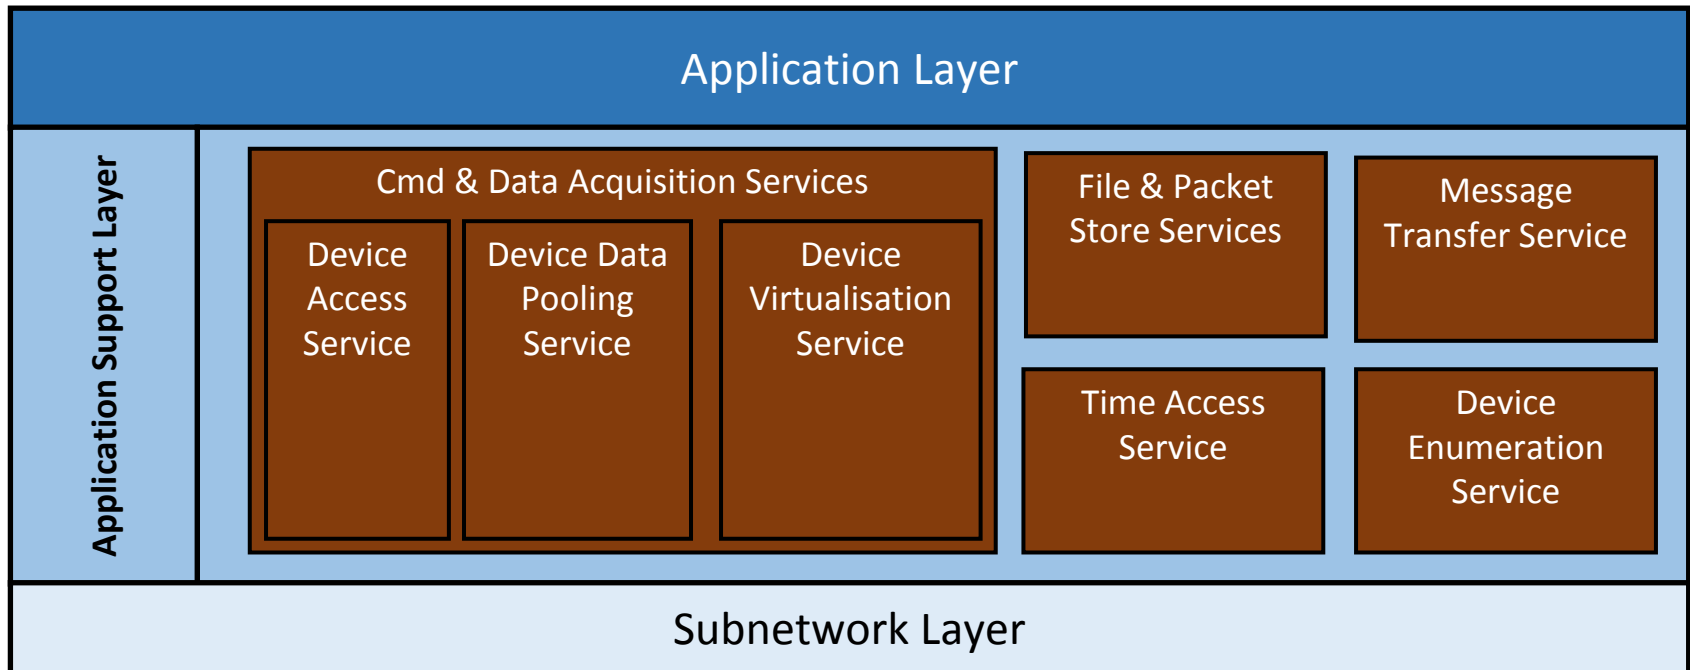 Application Layer
Application Support Layer
Cmd & Data Acquisition Services
Device
Access
Service
Device Data
Pooling
Service
Device
Virtualisation
Service
File & Packet
Store Services
Message
Transfer Service
Time Access
Service
Device
Enumeration
Service
Subnetwork Layer